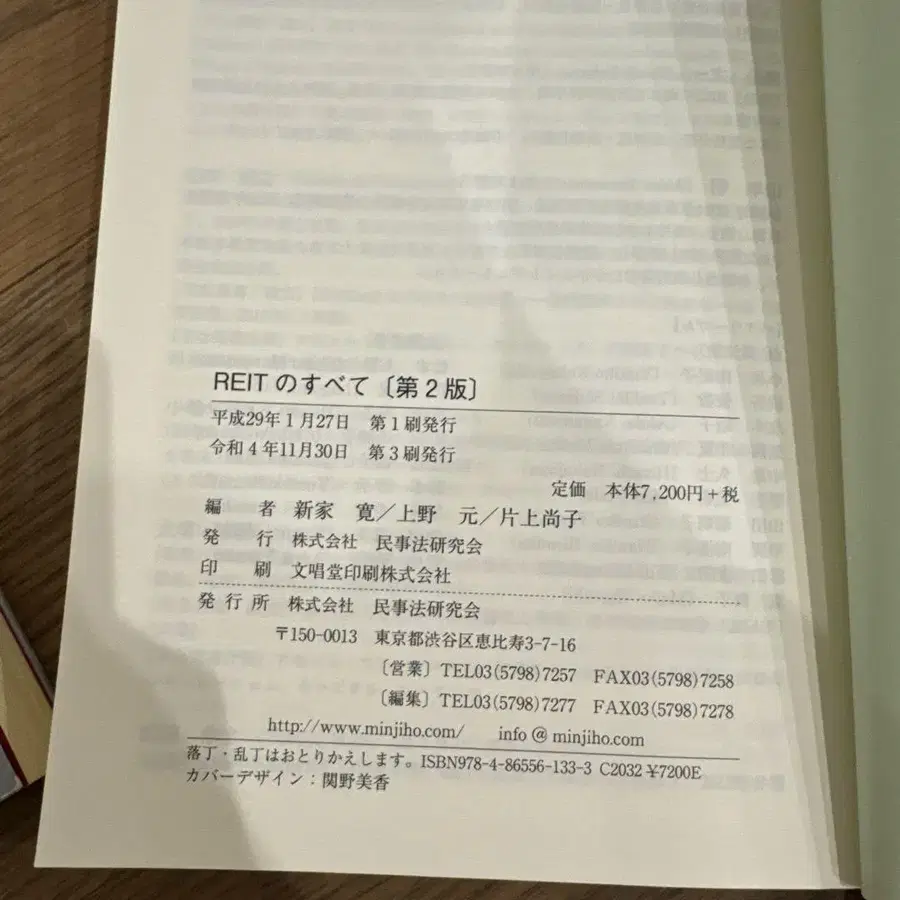 REITのすべて〔第2版〕
平成29年1月27日　第1刷発行
令和4年11月30日　第3刷発行
定価　本体7,200円+税
編　者　新家　寛／上野　元／片上尚子
発　行　株式会社　民事法研究会
印　刷　文唱堂印刷株式会社
発行所　株式会社　民事法研究会
〒150-0013　東京都渋谷区恵比寿3-7-16
〔営業〕TEL03(5798)7257　FAX03(5798)7258
〔編集〕TEL03(5798)7277　FAX03(5798)7278
http://www.minjiho.com/　info@minjiho.com
落丁・乱丁はおとりかえします。ISBN978-4-86556-133-3 C2032 ¥7200E
カバーデザイン：関野美香